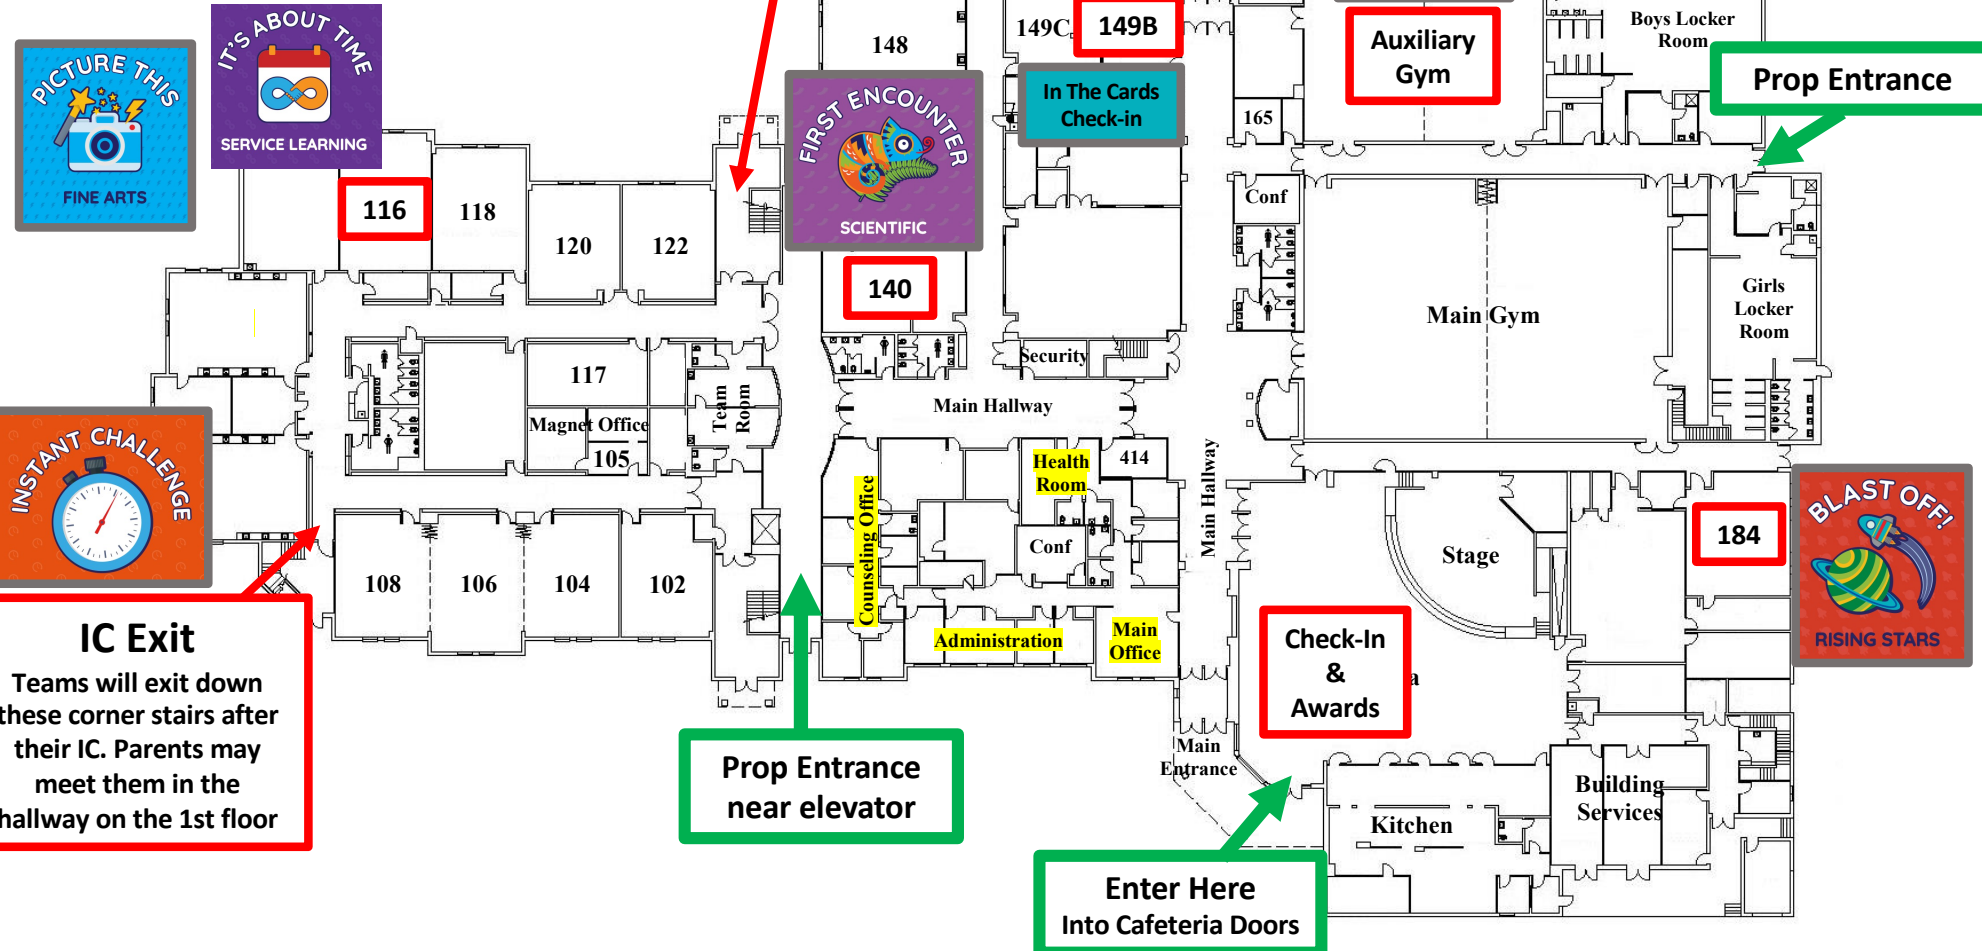 PICTURE THIS
FINE ARTS
IT'S ABOUT TIME
SERVICE LEARNING
148
149C
149B
In The Cards
Check-in
FIRST ENCOUNTER
SCIENTIFIC
140
165
Auxiliary
Gym
Boys Locker
Room
Prop Entrance
116
118
120
122
Conf
Main Gym
Girls
Locker
Room
Security
117
Magnet Office
105
Team
Room
Main Hallway
INSTANT CHALLENGE
Health
Room
414
Counseling Office
Conf
Main Hallway
Stage
184
BLAST OFF!
RISING STARS
108
106
104
102
Administration
Main
Office
Check-In
&
Awards
a
IC Exit
Teams will exit down
these corner stairs after
their IC. Parents may
meet them in the
hallway on the 1st floor
Prop Entrance
near elevator
Main
Entrance
Building
Services
Kitchen
Enter Here
Into Cafeteria Doors